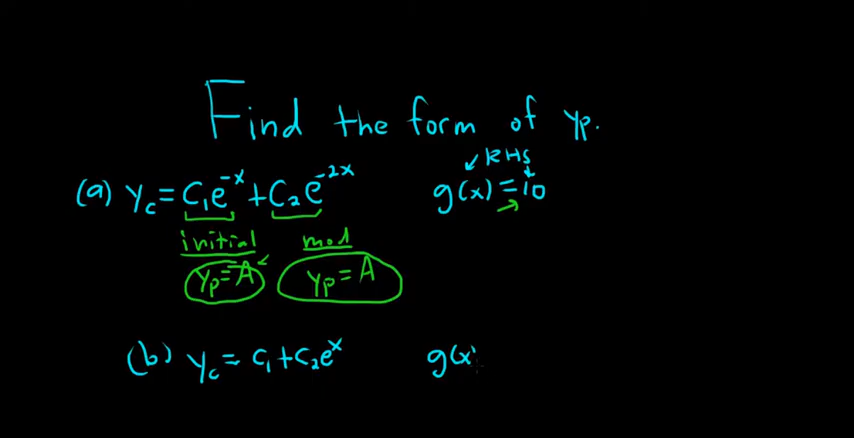 Find the form of yp.
RHS
(a) yc = C₁e^-x + C₂e^-2x g(x) = 10
initial mod
yp = A yp = A
(b) yc = C₁ + C₂e^x g(x)